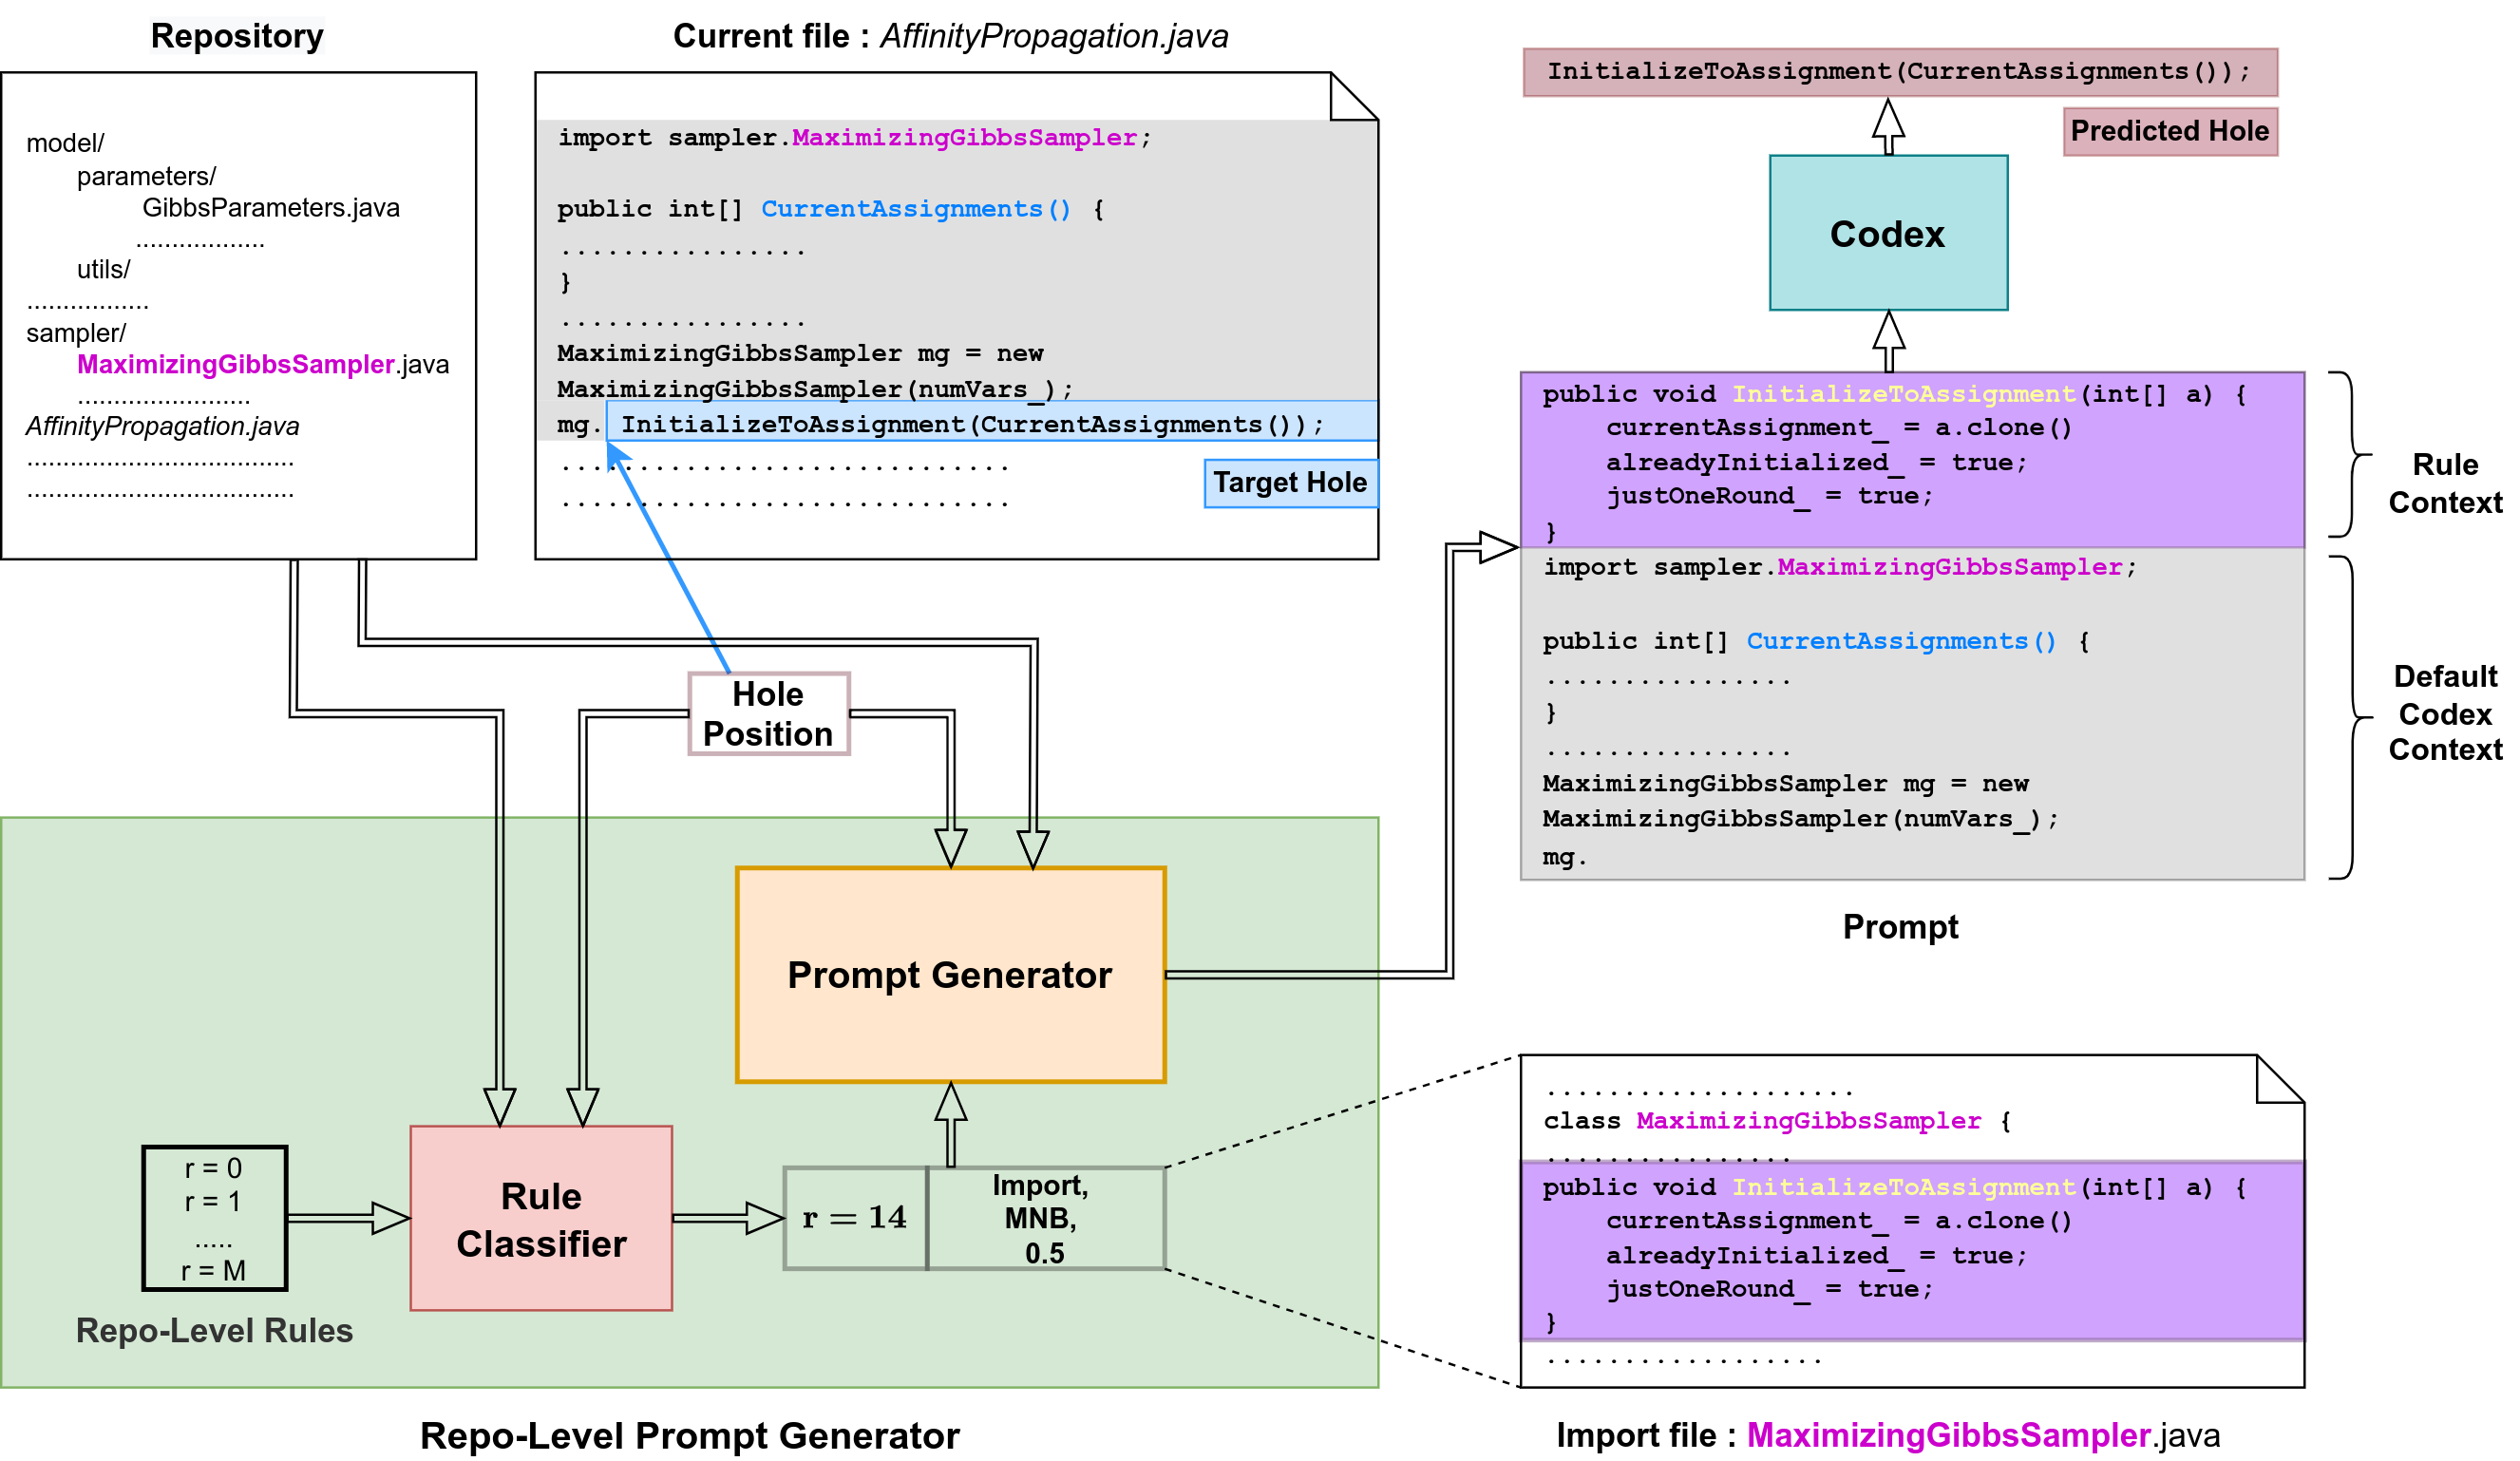 Repository
model/
parameters/
GibbsParameters.java
..................
utils/
.................
sampler/
MaximizingGibbsSampler.java
........................
AffinityPropagation.java
.....................................
.....................................
Current file : AffinityPropagation.java
import sampler.MaximizingGibbsSampler;
public int[] CurrentAssignments() {
................
}
................
MaximizingGibbsSampler mg = new
MaximizingGibbsSampler(numVars_);
mg. InitializeToAssignment(CurrentAssignments());
.............................
.............................
Target Hole
Hole
Position
InitializeToAssignment(CurrentAssignments());
Predicted Hole
Codex
public void InitializeToAssignment(int[] a) {
currentAssignment_ = a.clone()
alreadyInitialized_ = true;
justOneRound_ = true;
}
import sampler.MaximizingGibbsSampler;
public int[] CurrentAssignments() {
................
}
................
MaximizingGibbsSampler mg = new
MaximizingGibbsSampler(numVars_);
mg.
Rule
Context
Default
Codex
Context
Prompt
Prompt Generator
r = 0
r = 1
.....
r = M
Repo-Level Rules
Rule
Classifier
r = 14
Import,
MNB,
0.5
Repo-Level Prompt Generator
....................
class MaximizingGibbsSampler {
................
public void InitializeToAssignment(int[] a) {
currentAssignment_ = a.clone()
alreadyInitialized_ = true;
justOneRound_ = true;
}
..................
Import file : MaximizingGibbsSampler.java